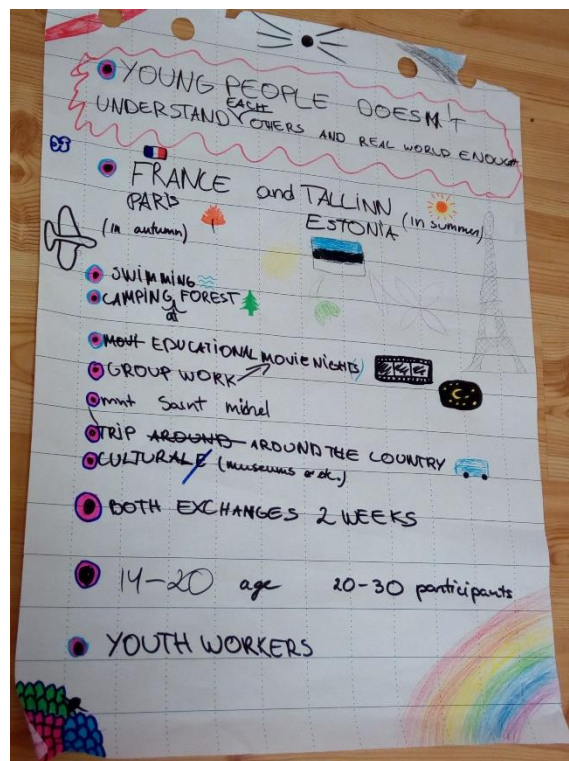 YOUNG PEOPLE DOESN'T
UNDERSTAND EACH OTHERS AND REAL WORLD ENOUGH
FRANCE and TALLINN
PARIS ESTONIA (in summer)
(in autumn)
SWIMMING
CAMPING at FOREST
EDUCATIONAL MOVIE NIGHTS
GROUP WORK
mnt Saint michel
TRIP AROUND AROUND THE COUNTRY
CULTURAL (museums etc.)
BOTH EXCHANGES 2 WEEKS
14-20 age 20-30 participants
YOUTH WORKERS